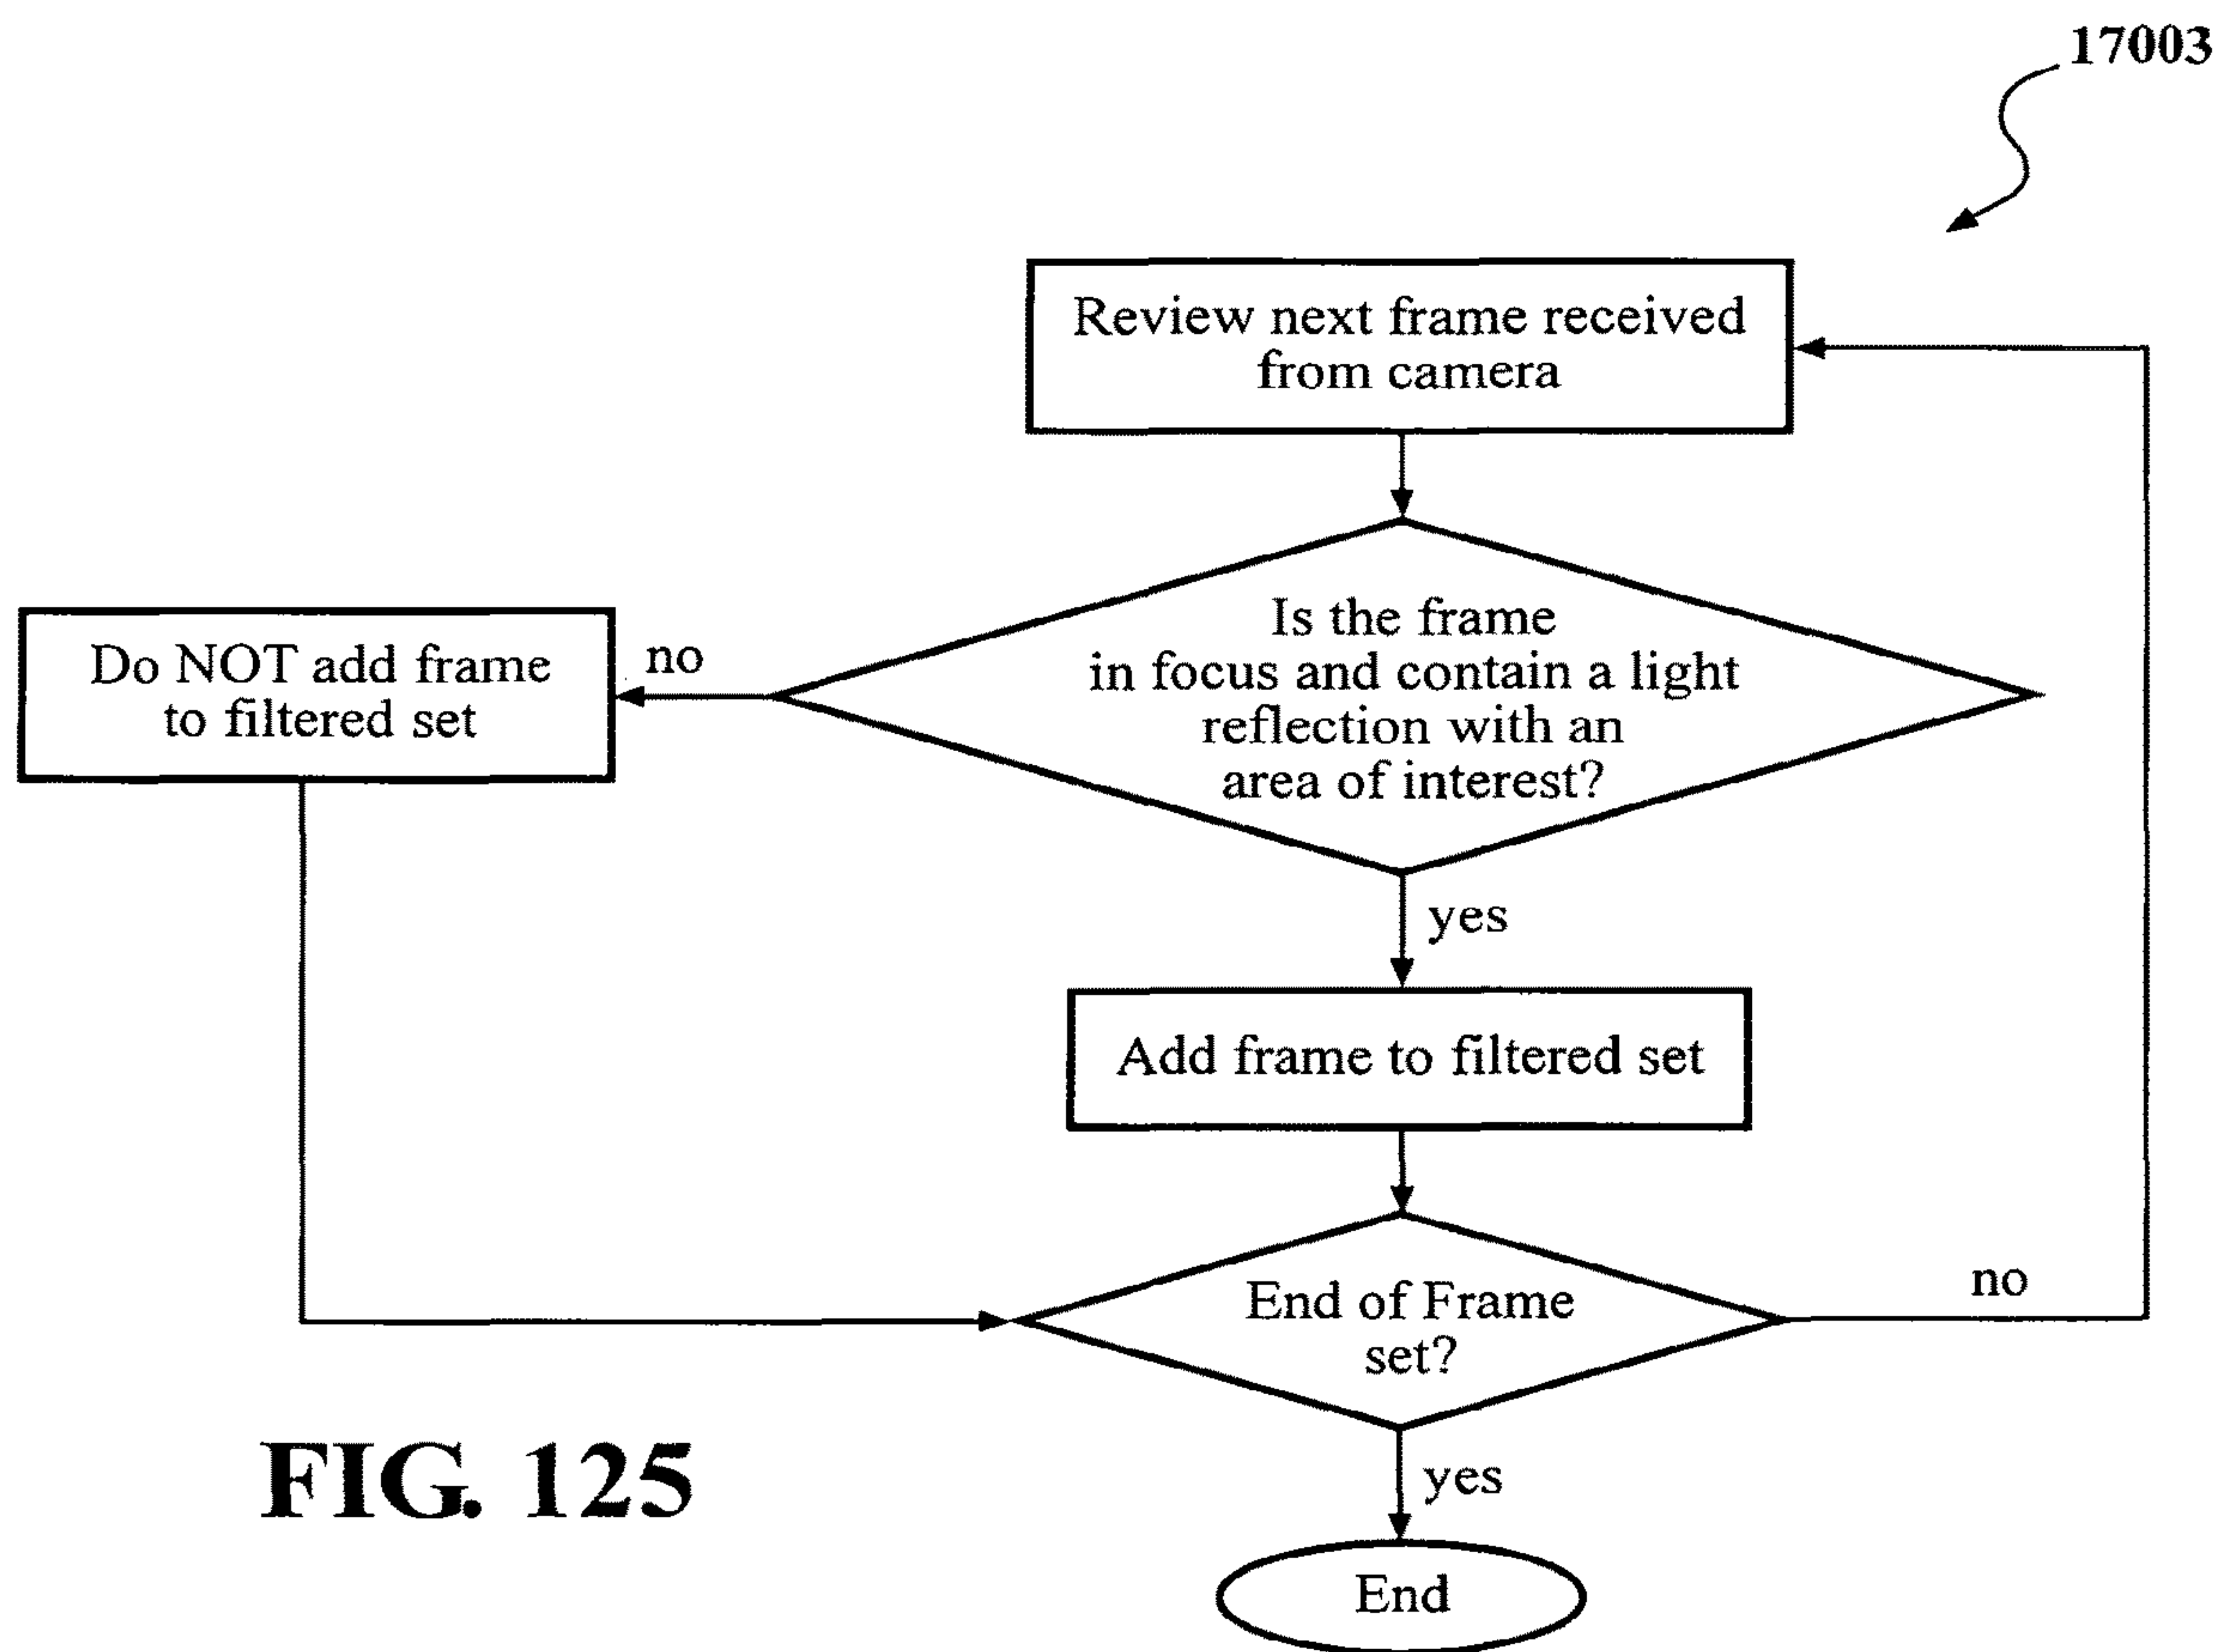 17003
Review next frame received
from camera
Is the frame
in focus and contain a light
reflection with an
area of interest?
no
Do NOT add frame
to filtered set
yes
Add frame to filtered set
End of Frame
set?
no
yes
End
FIG. 125